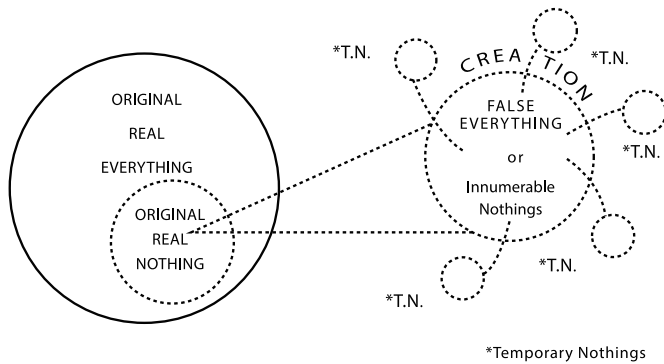 ORIGINAL
REAL
EVERYTHING
ORIGINAL
REAL
NOTHING
*T.N.
CREATION
*T.N.
FALSE
EVERYTHING
or
Innumerable
Nothings
*T.N.
*T.N.
*T.N.
*Temporary Nothings